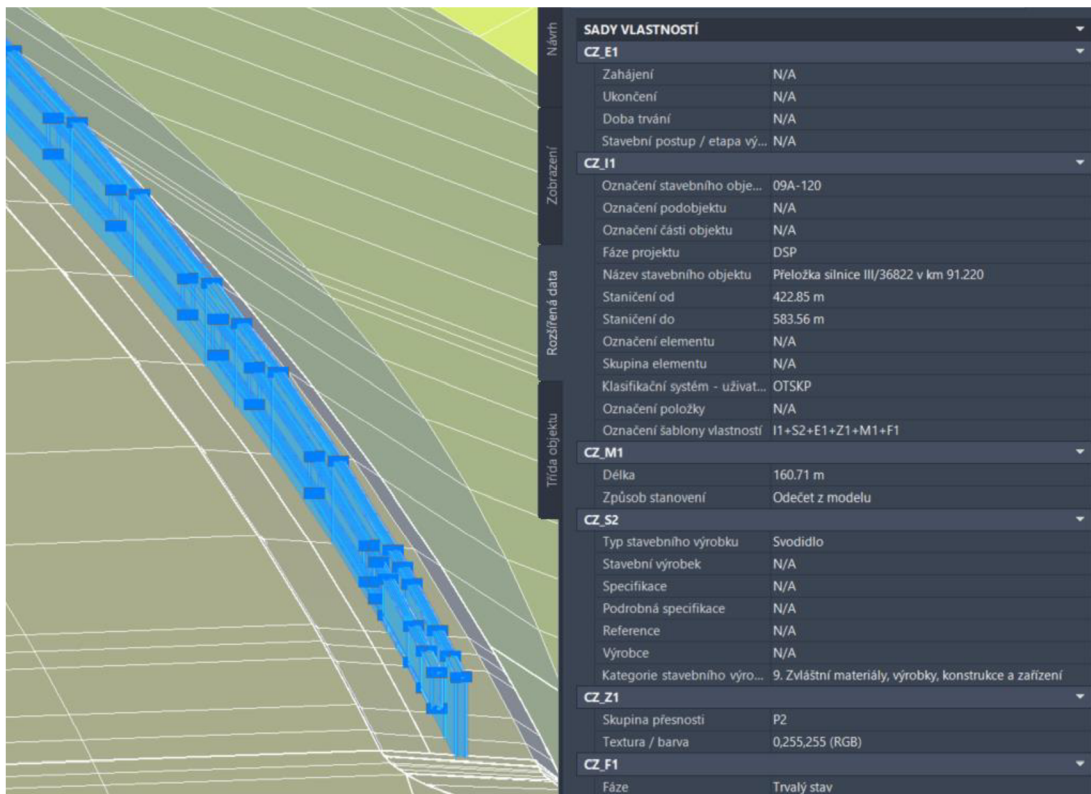 Návrh
Zobrazení
Rozšířená data
Třída objektu
SADY VLASTNOSTÍ
CZ_E1
Zahájení N/A
Ukončení N/A
Doba trvání N/A
Stavební postup / etapa vý... N/A
CZ_I1
Označení stavebního obje... 09A-120
Označení podobjektu N/A
Označení části objektu N/A
Fáze projektu DSP
Název stavebního objektu Přeložka silnice III/36822 v km 91.220
Staničení od 422.85 m
Staničení do 583.56 m
Označení elementu N/A
Skupina elementu N/A
Klasifikační systém - uživat... OTSKP
Označení položky N/A
Označení šablony vlastností I1+S2+E1+Z1+M1+F1
CZ_M1
Délka 160.71 m
Způsob stanovení Odečet z modelu
CZ_S2
Typ stavebního výrobku Svodidlo
Stavební výrobek N/A
Specifikace N/A
Podrobná specifikace N/A
Reference N/A
Výrobce N/A
Kategorie stavebního výro... 9. Zvláštní materiály, výrobky, konstrukce a zařízení
CZ_Z1
Skupina přesnosti P2
Textura / barva 0,255,255 (RGB)
CZ_F1
Fáze Trvalý stav